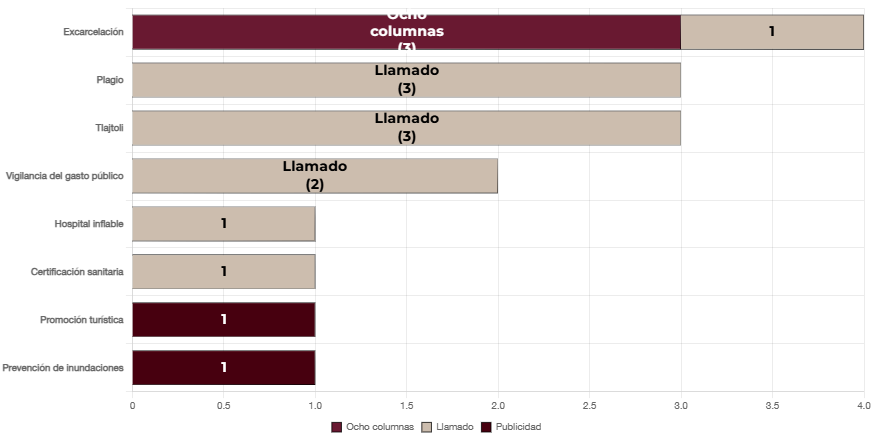 Excarcelación
Ocho
columnas
(3)
1
Plagio
Llamado
(3)
Tlajtoli
Llamado
(3)
Vigilancia del gasto público
Llamado
(2)
Hospital inflable
1
Certificación sanitaria
1
Promoción turística
1
Prevención de inundaciones
1
0 0.5 1.0 1.5 2.0 2.5 3.0 3.5 4.0
Ocho columnas Llamado Publicidad